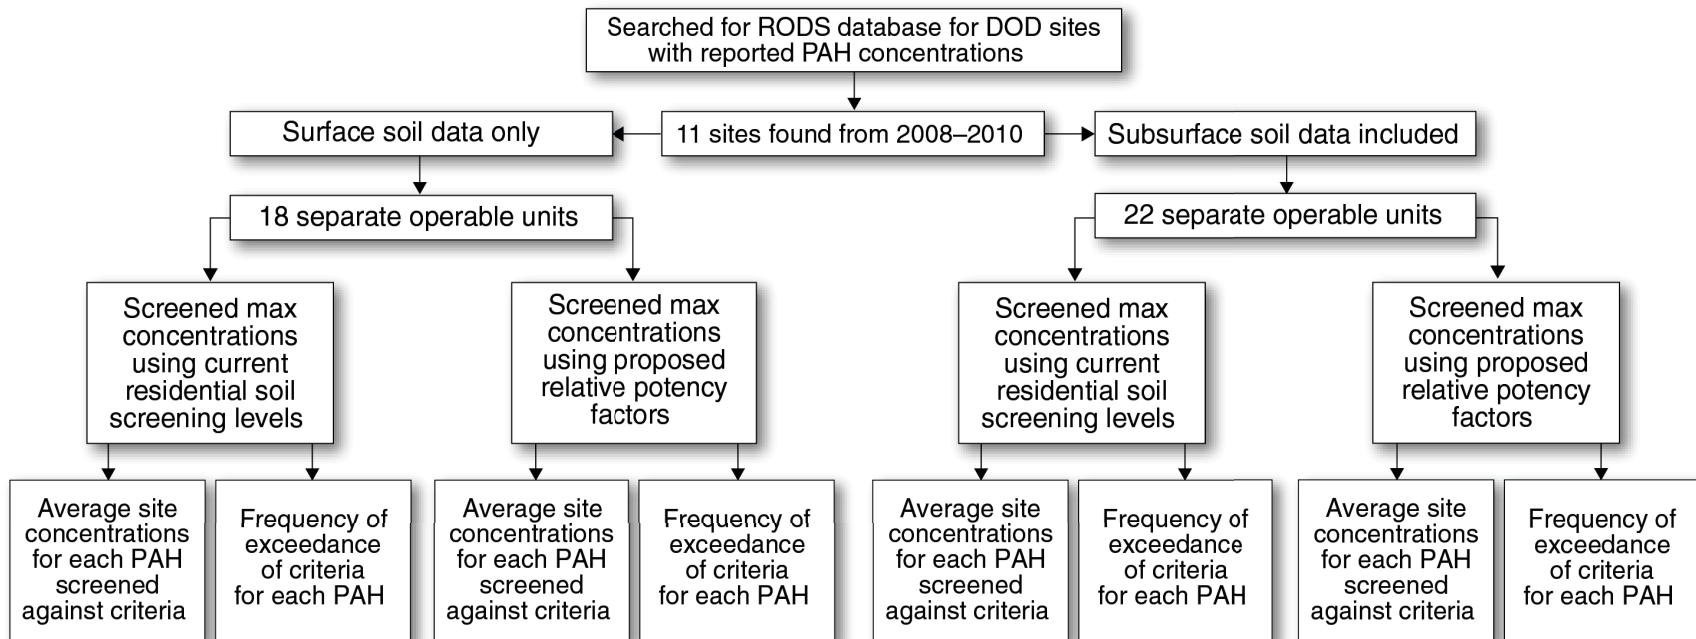 Searched for RODS database for DOD sites
with reported PAH concentrations
Surface soil data only
11 sites found from 2008–2010
Subsurface soil data included
18 separate operable units
22 separate operable units
Screened max
concentrations
using current
residential soil
screening levels
Screened max
concentrations
using proposed
relative potency
factors
Screened max
concentrations
using current
residential soil
screening levels
Screened max
concentrations
using proposed
relative potency
factors
Average site
concentrations
for each PAH
screened
against criteria
Frequency of
exceedance
of criteria
for each PAH
Average site
concentrations
for each PAH
screened
against criteria
Frequency of
exceedance
of criteria
for each PAH
Average site
concentrations
for each PAH
screened
against criteria
Frequency of
exceedance
of criteria
for each PAH
Average site
concentrations
for each PAH
screened
against criteria
Frequency of
exceedance
of criteria
for each PAH